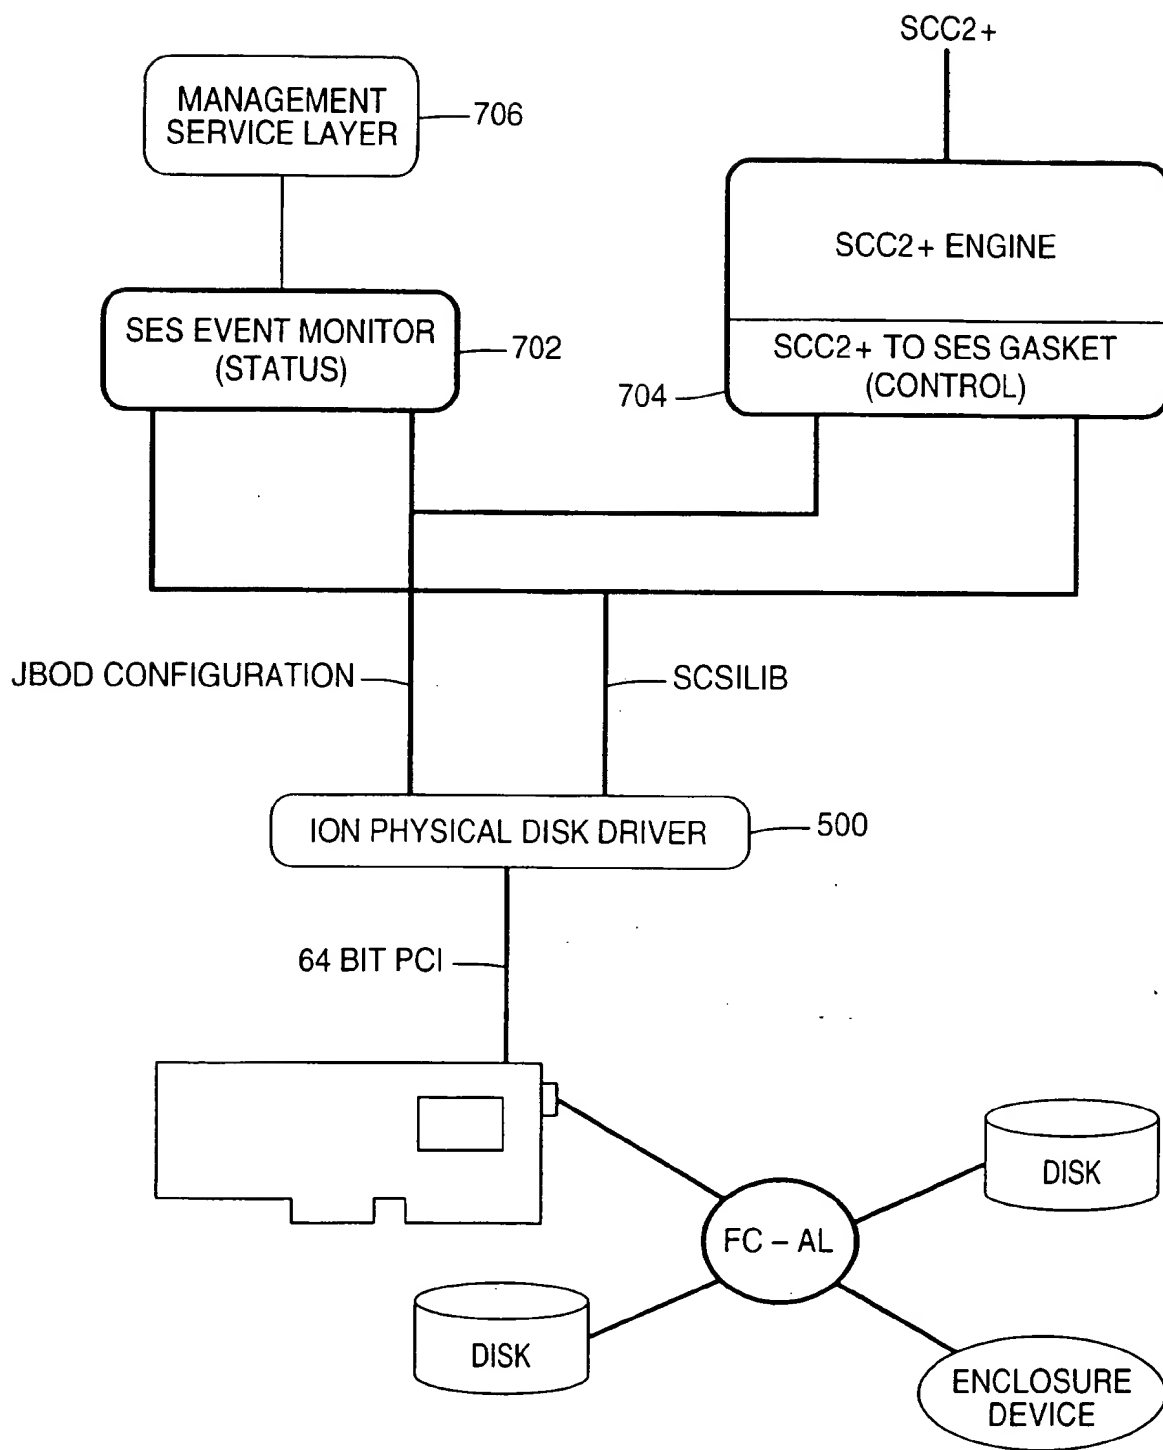 SCC2+
MANAGEMENT
SERVICE LAYER
706
SCC2+ ENGINE
SES EVENT MONITOR
(STATUS)
702
SCC2+ TO SES GASKET
(CONTROL)
704
JBOD CONFIGURATION
SCSILIB
ION PHYSICAL DISK DRIVER
500
64 BIT PCI
DISK
FC – AL
DISK
ENCLOSURE
DEVICE